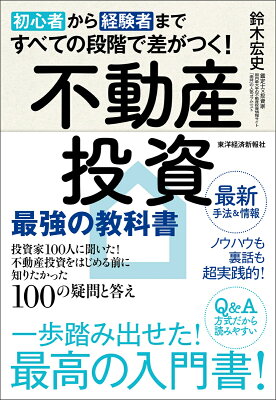 初心者から経験者まで
すべての段階で差がつく!
鈴木宏史
不動産
投資
東洋経済新報社
最強の教科書
投資家100人に聞いた!
不動産投資をはじめる前に
知りたかった
100の疑問と答え
最新
手法&情報
ノウハウも
裏話も
超実践的!
Q&A
方式だから
読みやすい
一歩踏み出せた!
最高の入門書!